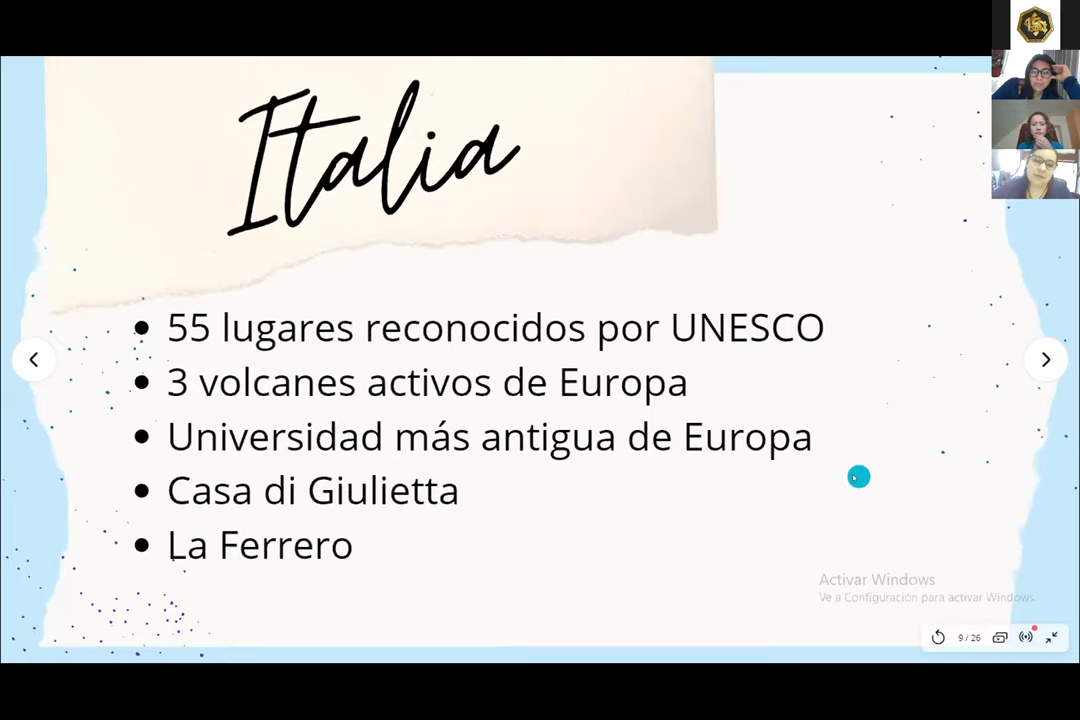 Italia
55 lugares reconocidos por UNESCO
3 volcanes activos de Europa
Universidad más antigua de Europa
Casa di Giulietta
La Ferrero
Activar Windows
Ve a Configuración para activar Windows.
9 / 26